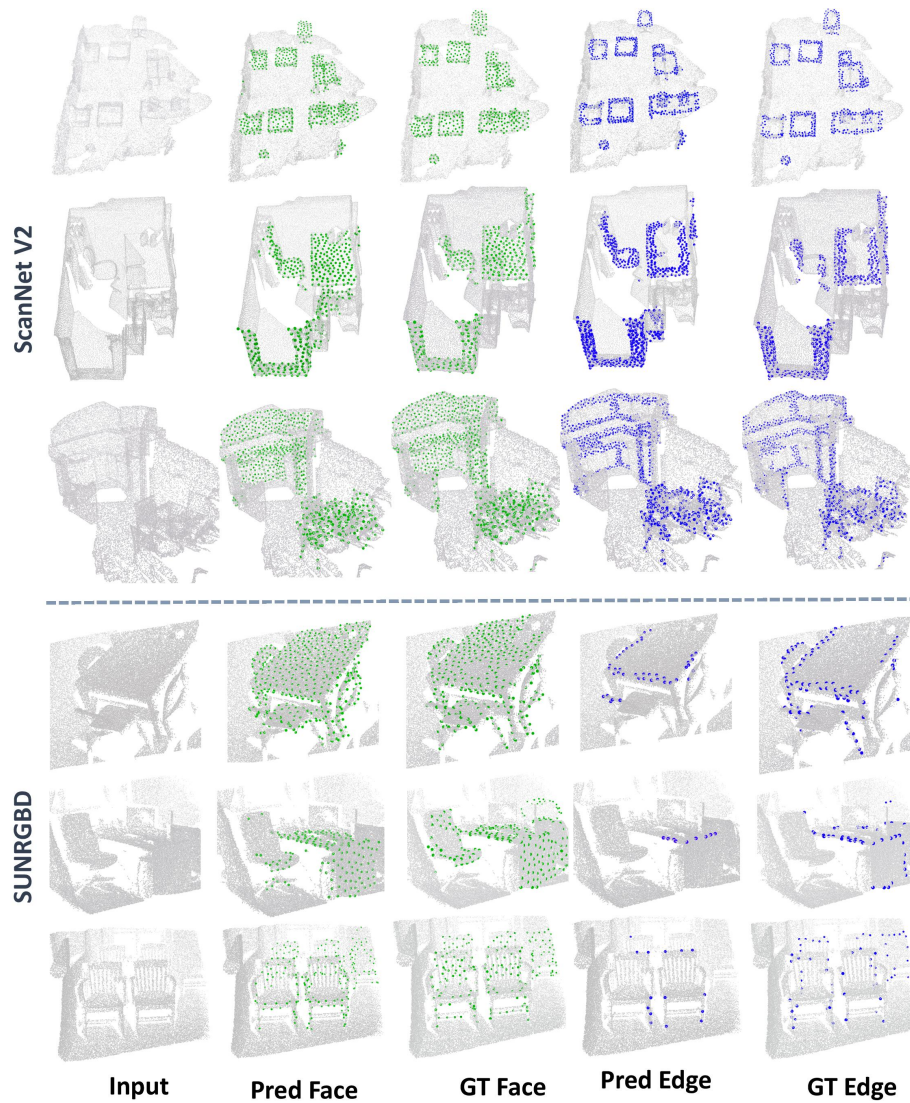 ScanNet V2
SUNRGBD
Input
Pred Face
GT Face
Pred Edge
GT Edge